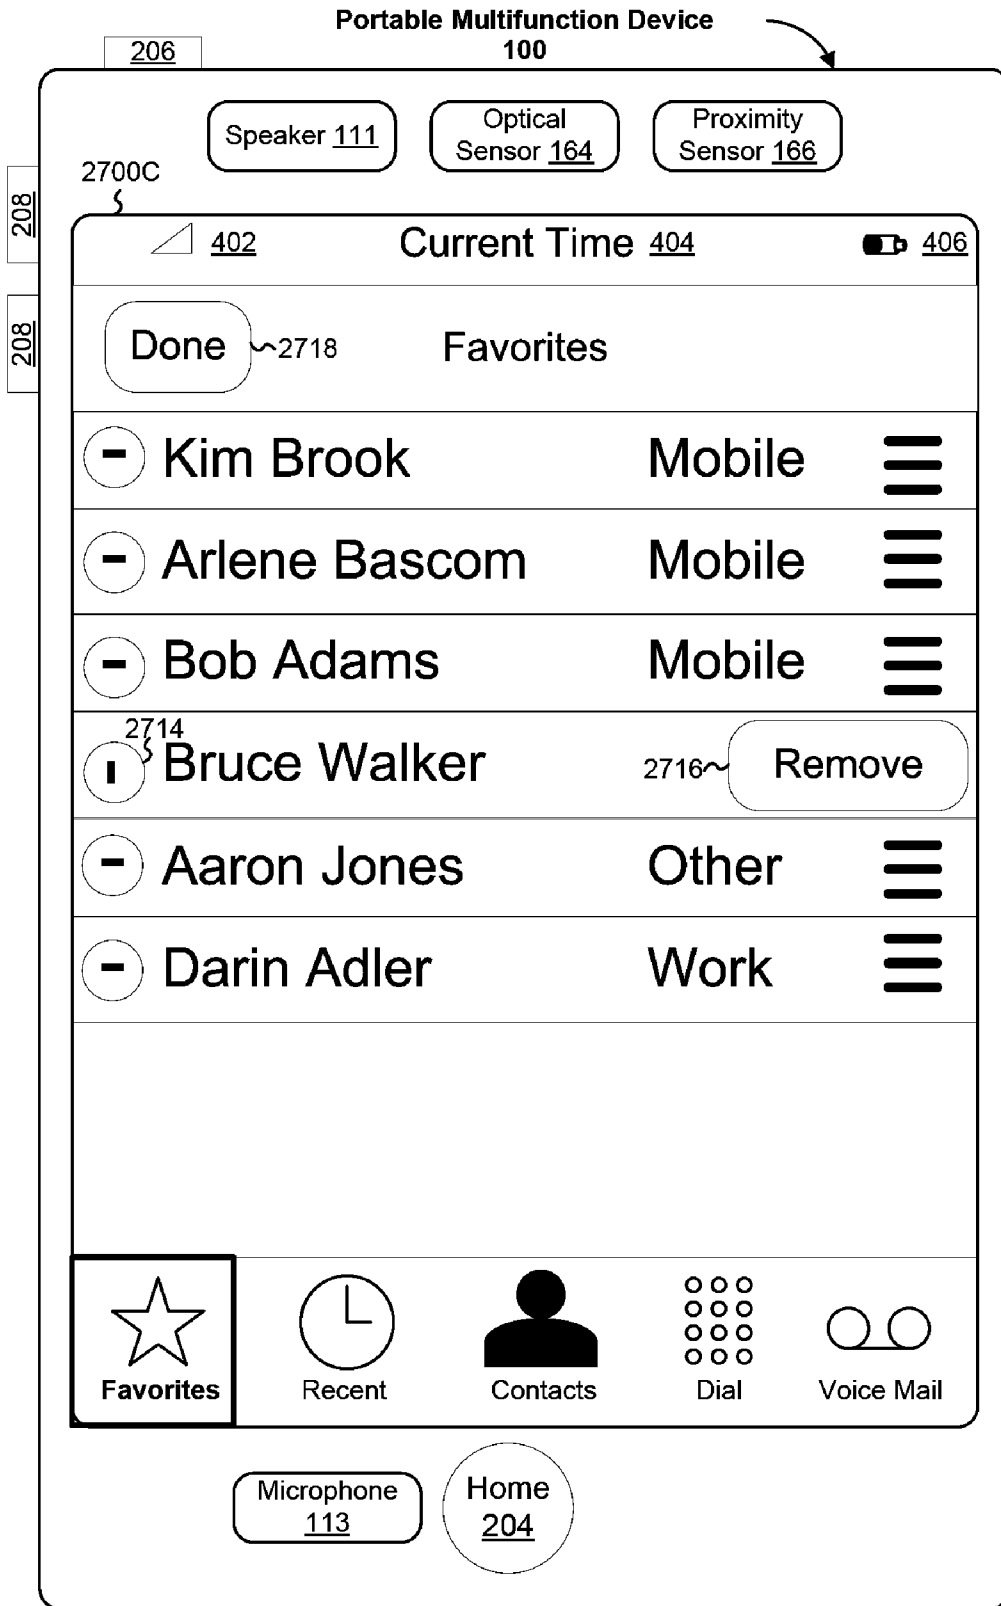 Portable Multifunction Device
100
206
Speaker 111
Optical
Sensor 164
Proximity
Sensor 166
2700C
208
208
402
Current Time 404
406
Done
2718
Favorites
- Kim Brook Mobile
- Arlene Bascom Mobile
- Bob Adams Mobile
2714
Bruce Walker
2716
Remove
- Aaron Jones Other
- Darin Adler Work
Favorites
Recent
Contacts
Dial
Voice Mail
Microphone
113
Home
204